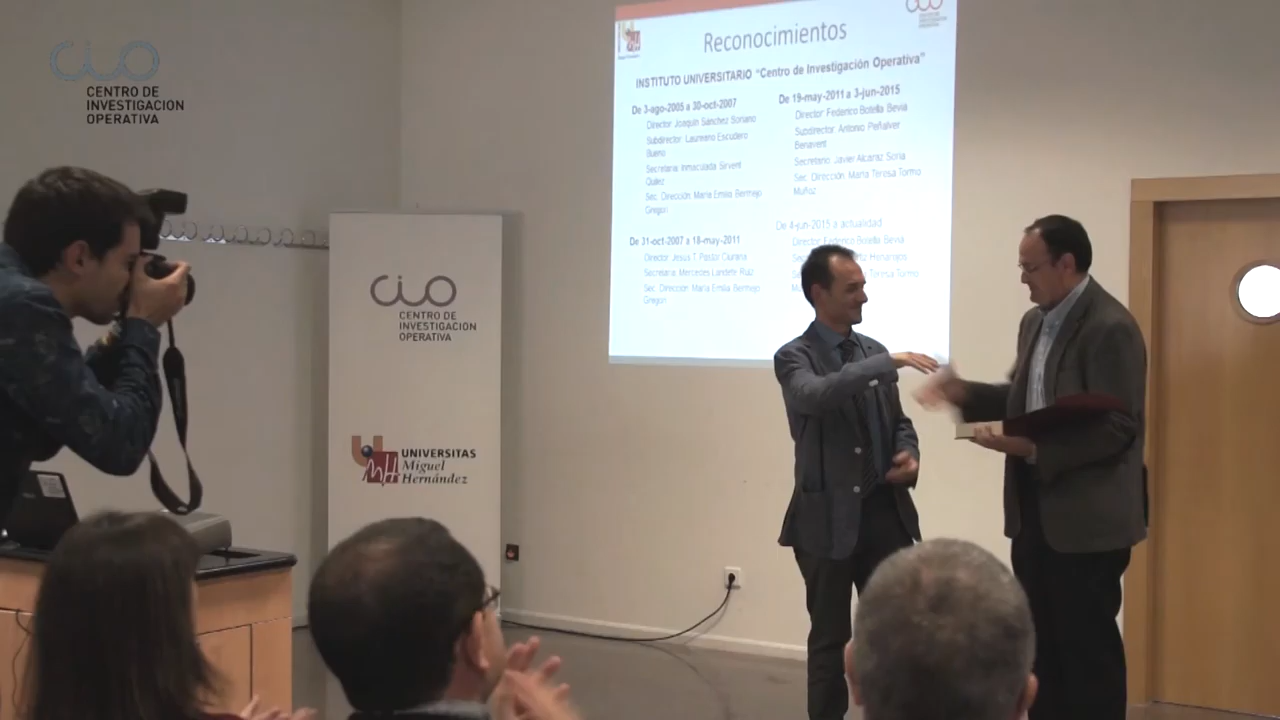 CIO
CENTRO DE
INVESTIGACION
OPERATIVA
Reconocimientos
INSTITUTO UNIVERSITARIO "Centro de Investigación Operativa"
De 3-ago-2005 a 30-oct-2007
Director: Joaquín Sánchez Soriano
Subdirector: Laureano Escudero
Bueno
Secretaria: Inmaculada Sirvent
Quilez
Sec. Dirección: María Emilia Bermejo
Gregori
De 31-oct-2007 a 18-may-2011
Director: Jesús T. Pastor Ciurana
Secretaria: Mercedes Landete Ruiz
Sec. Dirección: María Emilia Bermejo
Gregori
De 19-may-2011 a 3-jun-2015
Director: Federico Botella Beviá
Subdirector: Antonio Peñalver
Benavent
Secretario: Javier Alcaraz Soria
Sec. Dirección: María Teresa Tormo
Muñoz
De 4-jun-2015 a actualidad
Director: Federico Botella Beviá
Teresa Tormo
CIO
CENTRO DE
INVESTIGACION
OPERATIVA
UNIVERSITAS
Miguel
Hernández